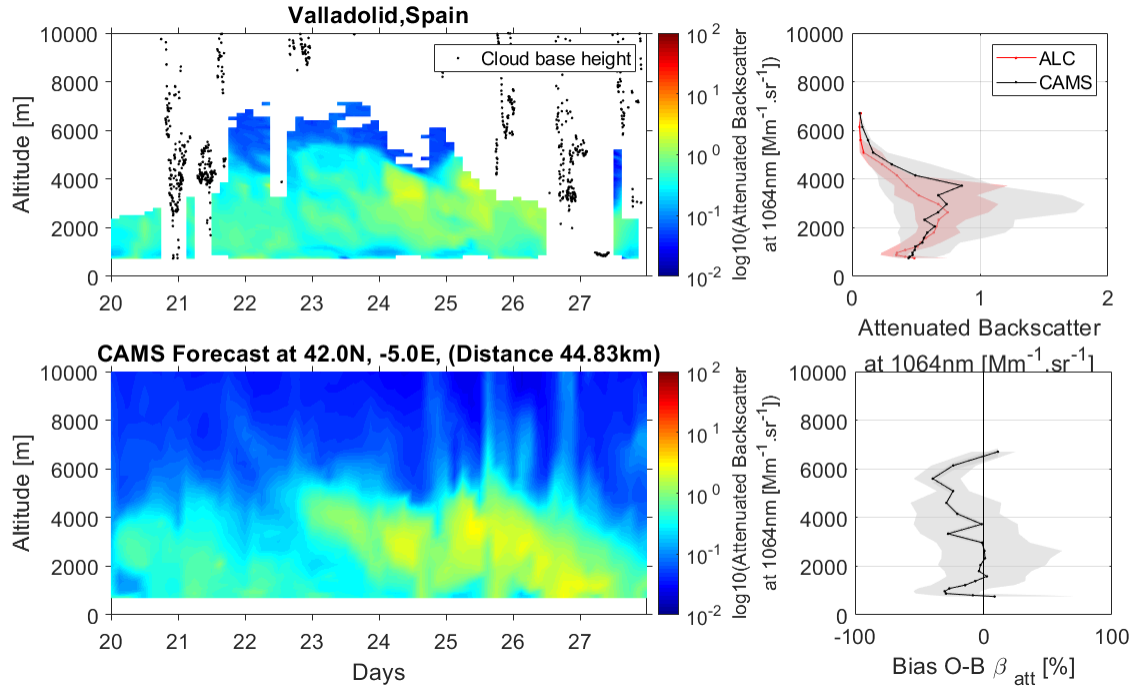 Valladolid,Spain
10000
8000
6000
4000
2000
0
Altitude [m]
Cloud base height
20 21 22 23 24 25 26 27
10^2
10^1
10^0
10^-1
10^-2
log10(Attenuated Backscatter
at 1064nm [Mm^-1.sr^-1])
10000
8000
6000
4000
2000
0
ALC
CAMS
0 1 2
Attenuated Backscatter
at 1064nm [Mm^-1.sr^-1]
CAMS Forecast at 42.0N, -5.0E, (Distance 44.83km)
10000
8000
6000
4000
2000
0
Altitude [m]
20 21 22 23 24 25 26 27
Days
10^2
10^1
10^0
10^-1
10^-2
log10(Attenuated Backscatter
at 1064nm [Mm^-1.sr^-1])
10000
8000
6000
4000
2000
0
-100 0 100
Bias O-B β att [%]